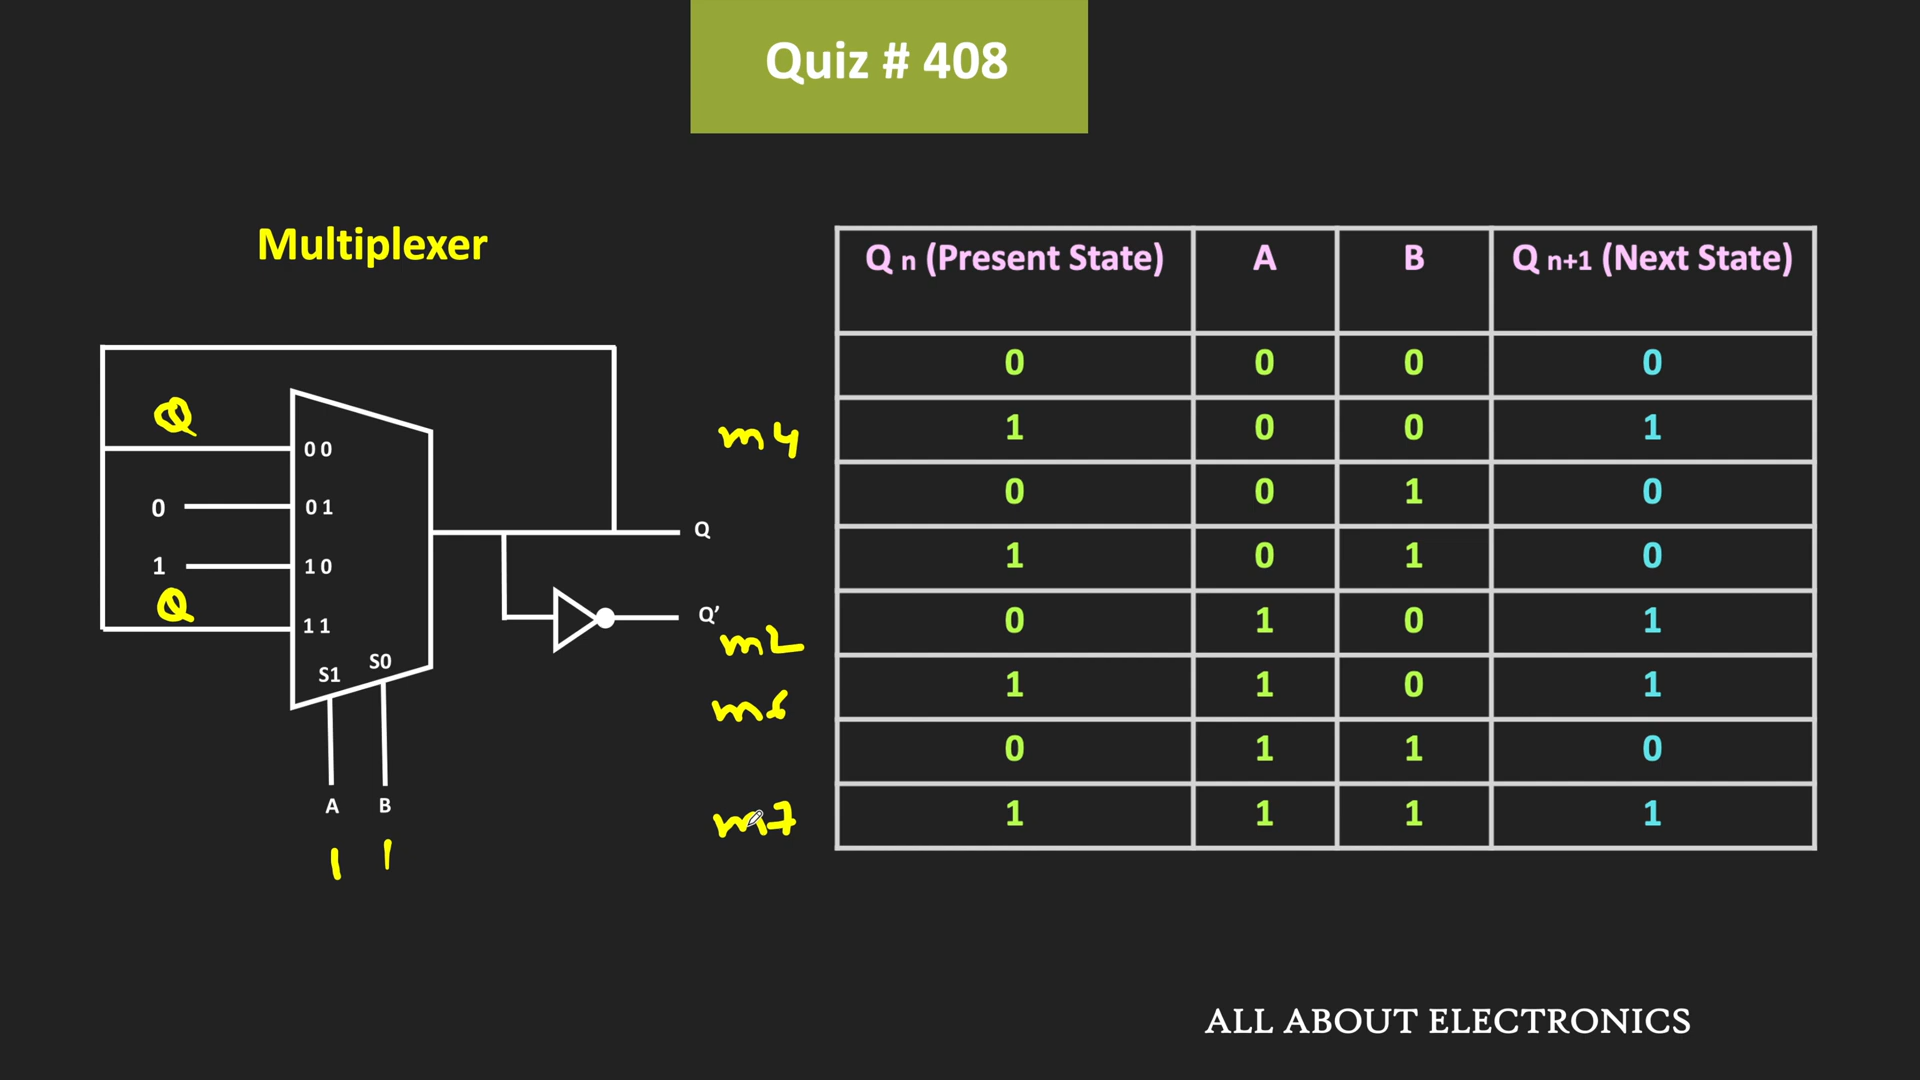 Quiz # 408
Multiplexer
Q n (Present State) A B Q n+1 (Next State)
0 0 0 0
m4 1 0 0 1
0 0 1 0
1 0 1 0
m2 0 1 0 1
m6 1 1 0 1
0 1 1 0
m7 1 1 1 1
Q
0 0
0 0 1
1 1 0
Q
1 1
S1 S0
Q
Q’
A B
1 1
ALL ABOUT ELECTRONICS